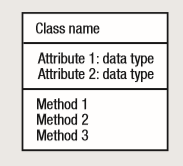 Class name
Attribute 1: data type
Attribute 2: data type
Method 1
Method 2
Method 3